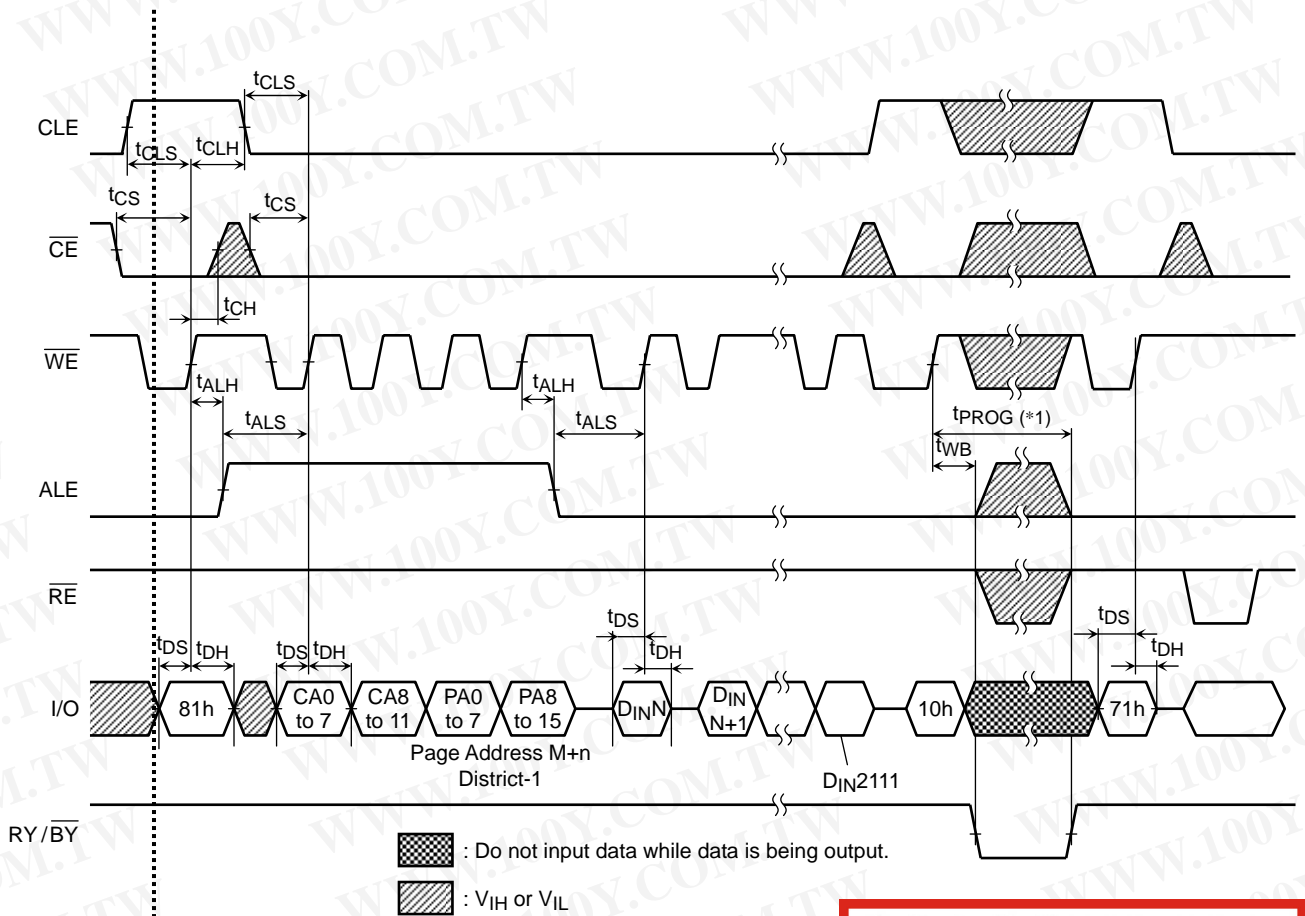 WWW.100Y.COM.TW
tCLS
CLE
tCLS tCLH
tCS tCS
CE
tCH
WE
tALH tALH
tALS tALS tPROG (*1)
tWB
ALE
RE
tDS tDH tDS tDH tDS tDH tDS tDH
I/O 81h CA0 to 7 CA8 to 11 PA0 to 7 PA8 to 15 DINN DIN N+1 10h 71h
Page Address M+n
District-1
DIN2111
RY/BY
: Do not input data while data is being output.
: VIH or VIL